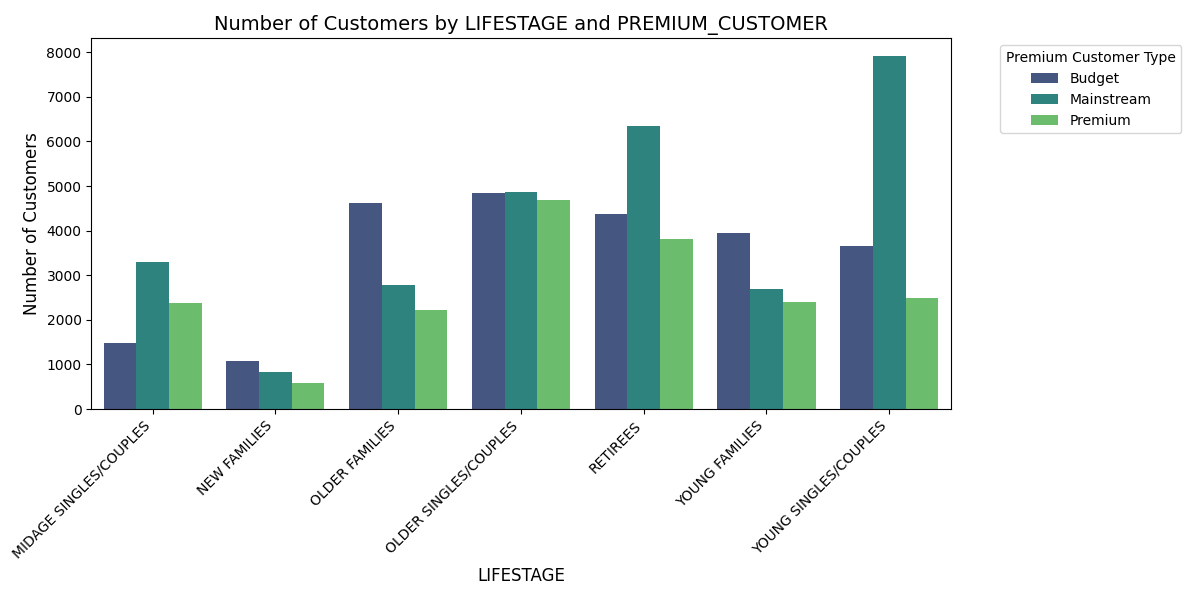 Number of Customers by LIFESTAGE and PREMIUM_CUSTOMER
Premium Customer Type
Budget
Mainstream
Premium
Number of Customers
8000
7000
6000
5000
4000
3000
2000
1000
0
MIDAGE SINGLES/COUPLES
NEW FAMILIES
OLDER FAMILIES
OLDER SINGLES/COUPLES
RETIREES
YOUNG FAMILIES
YOUNG SINGLES/COUPLES
LIFESTAGE